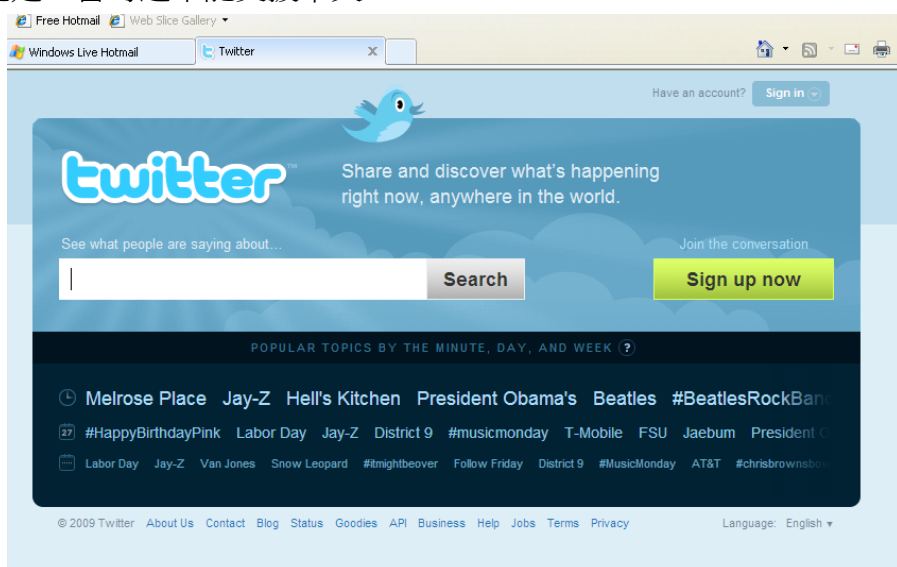 Free Hotmail Web Slice Gallery
Windows Live Hotmail Twitter X
Have an account? Sign in
twitter™
Share and discover what's happening
right now, anywhere in the world.
See what people are saying about...
Join the conversation
Search
Sign up now
POPULAR TOPICS BY THE MINUTE, DAY, AND WEEK ?
Melrose Place Jay-Z Hell's Kitchen President Obama's Beatles #BeatlesRockBand
27 #HappyBirthdayPink Labor Day Jay-Z District 9 #musicmonday T-Mobile FSU Jaebum President O
Labor Day Jay-Z Van Jones Snow Leopard #itmightbeover Follow Friday District 9 #MusicMonday AT&T #chrisbrownsbow
© 2009 Twitter About Us Contact Blog Status Goodies API Business Help Jobs Terms Privacy
Language: English